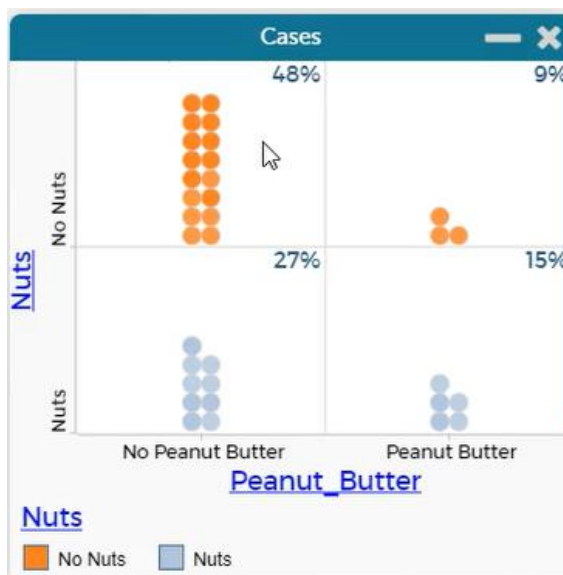 Cases
48%
9%
No Nuts
27%
15%
Nuts
Nuts
No Peanut Butter
Peanut Butter
Peanut_Butter
Nuts
No Nuts
Nuts